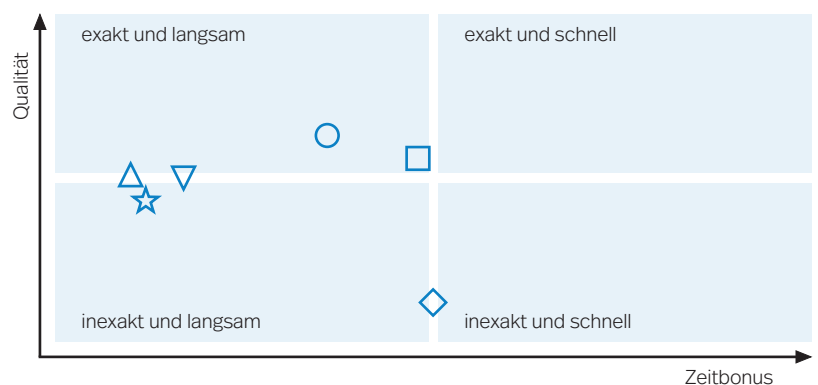 exakt und langsam
exakt und schnell
Qualität
inexakt und langsam
inexakt und schnell
Zeitbonus